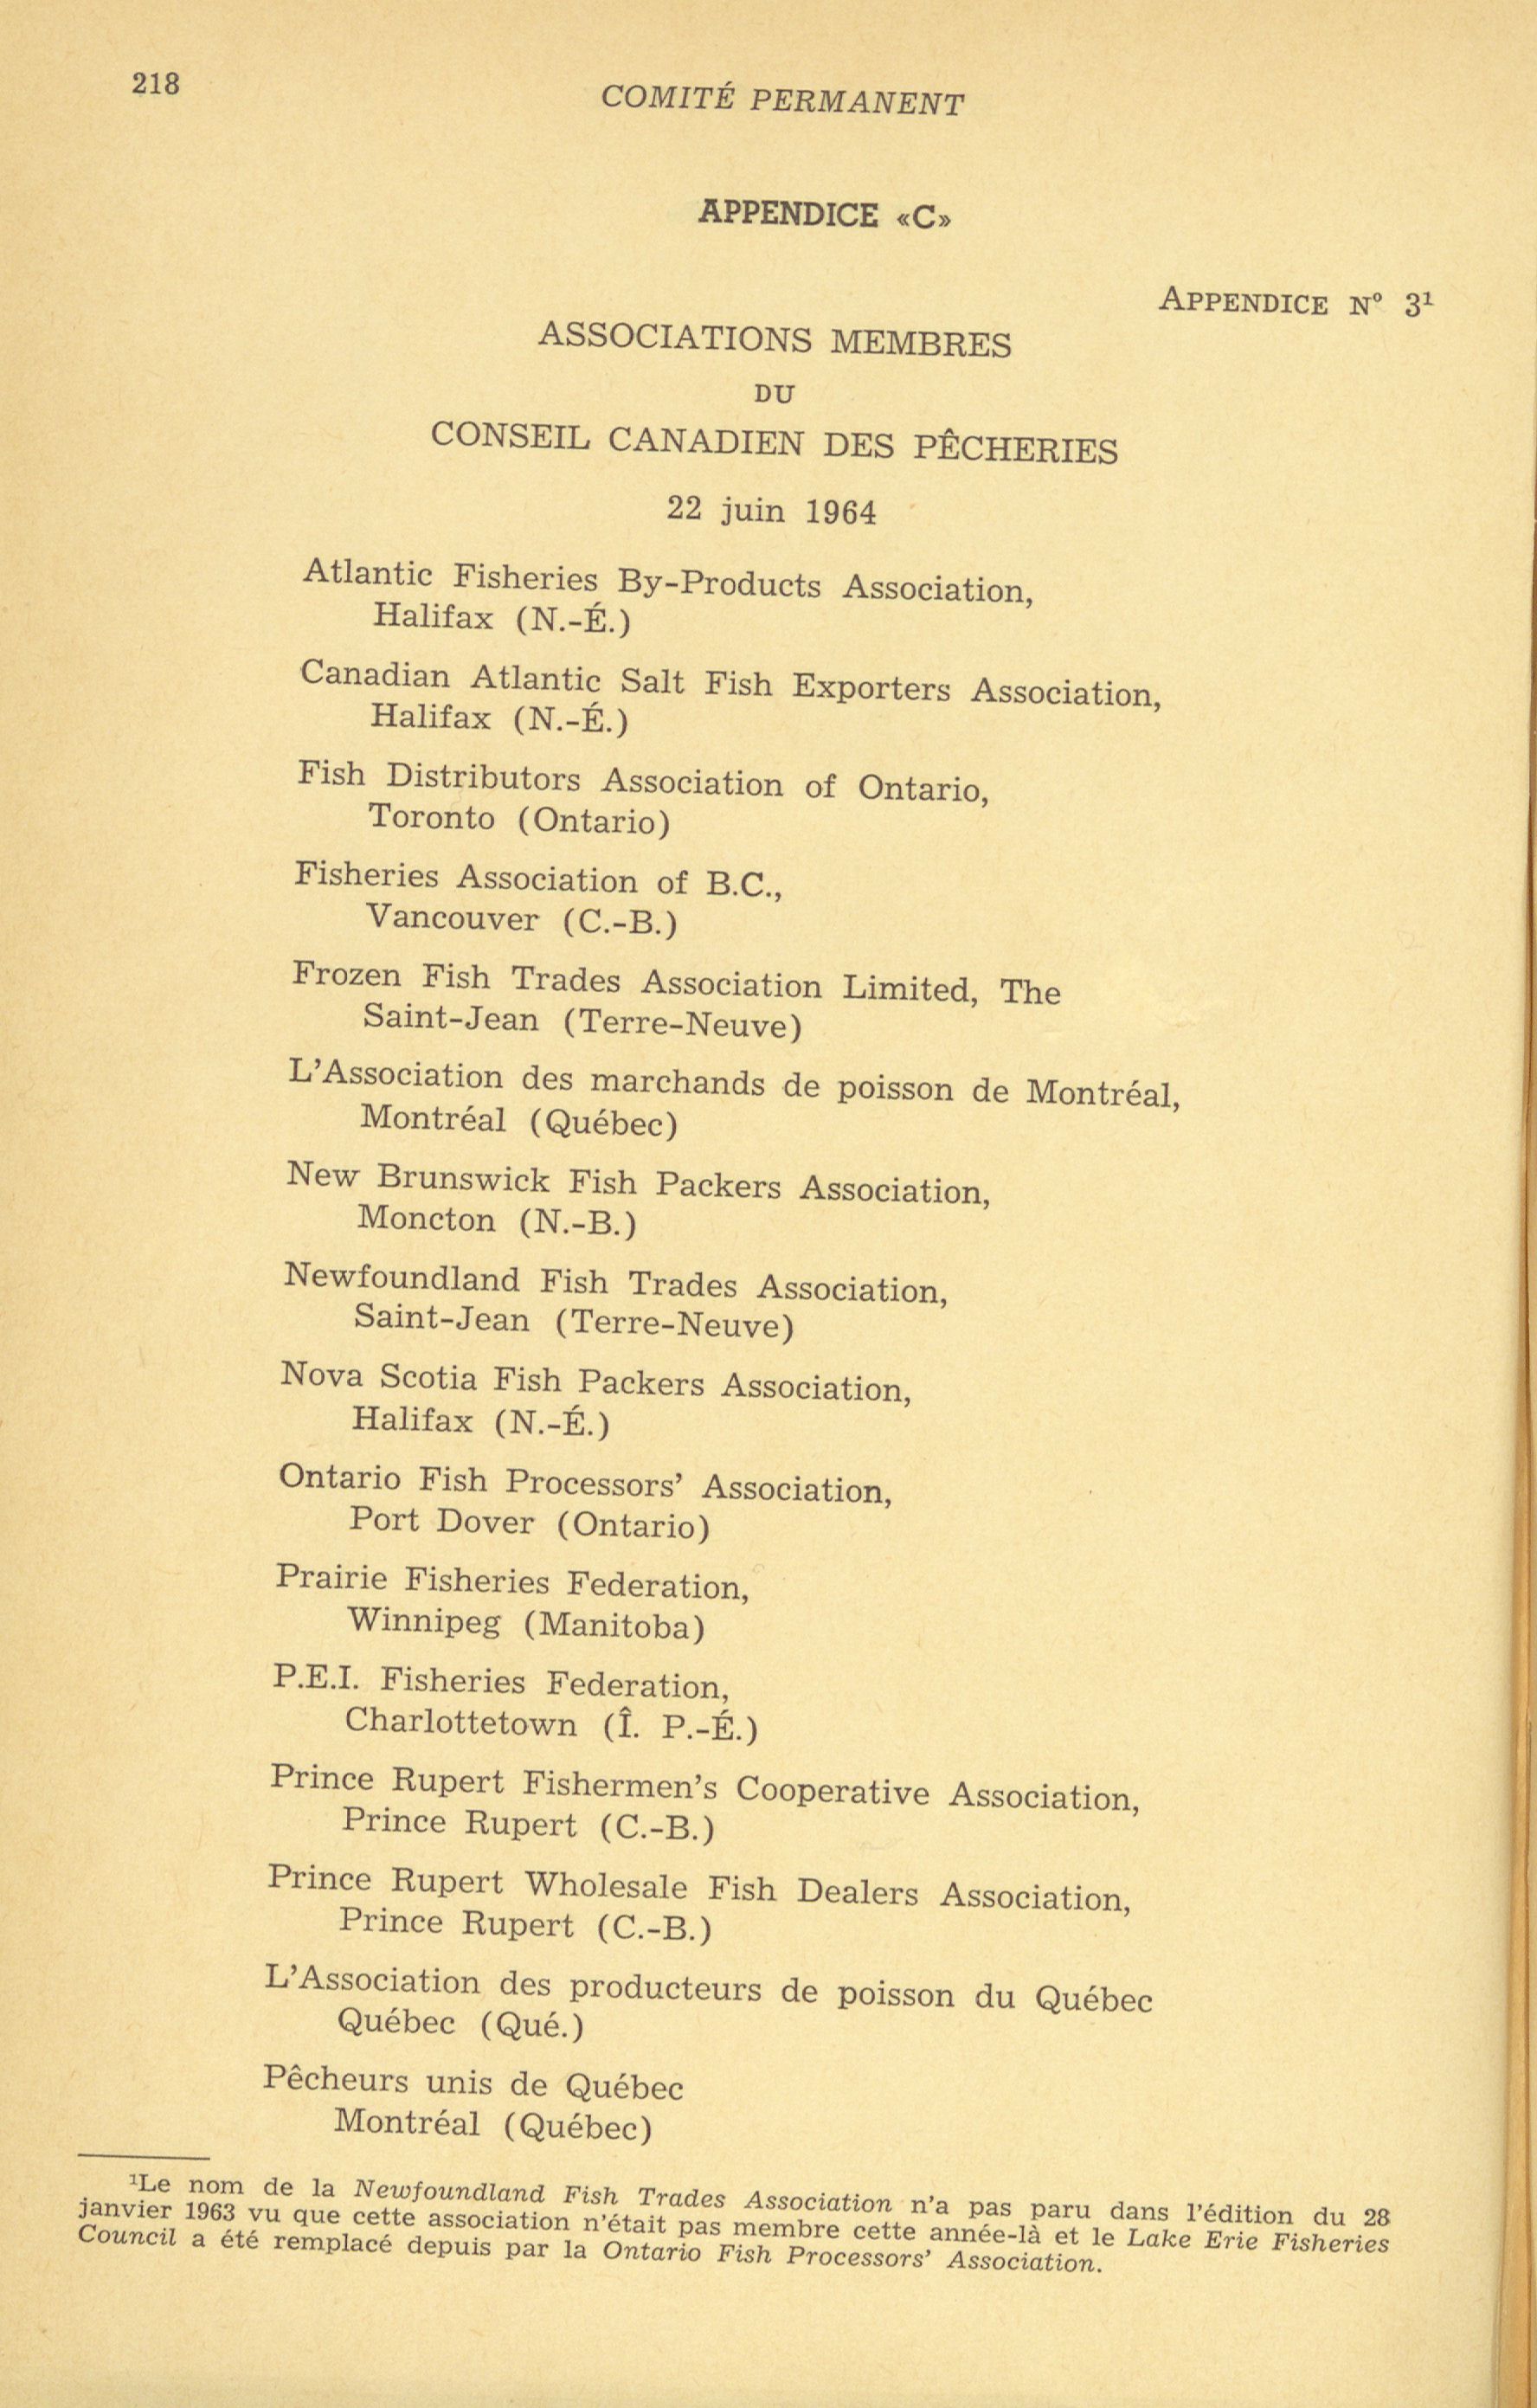 218
COMITÉ PERMANENT
APPENDICE «C»
APPENDICE Nº 3¹
ASSOCIATIONS MEMBRES
DU
CONSEIL CANADIEN DES PÊCHERIES
22 juin 1964
Atlantic Fisheries By-Products Association,
Halifax (N.-É.)
Canadian Atlantic Salt Fish Exporters Association,
Halifax (N.-É.)
Fish Distributors Association of Ontario,
Toronto (Ontario)
Fisheries Association of B.C.,
Vancouver (C.-B.)
Frozen Fish Trades Association Limited, The
Saint-Jean (Terre-Neuve)
L'Association des marchands de poisson de Montréal,
Montréal (Québec)
New Brunswick Fish Packers Association,
Moncton (N.-B.)
Newfoundland Fish Trades Association,
Saint-Jean (Terre-Neuve)
Nova Scotia Fish Packers Association,
Halifax (N.-É.)
Ontario Fish Processors' Association,
Port Dover (Ontario)
Prairie Fisheries Federation,
Winnipeg (Manitoba)
P.E.I. Fisheries Federation,
Charlottetown (Î. P.-É.)
Prince Rupert Fishermen's Cooperative Association,
Prince Rupert (C.-B.)
Prince Rupert Wholesale Fish Dealers Association,
Prince Rupert (C.-B.)
L'Association des producteurs de poisson du Québec
Québec (Qué.)
Pêcheurs unis de Québec
Montréal (Québec)
¹Le nom de la Newfoundland Fish Trades Association n'a pas paru dans l'édition du 28
janvier 1963 vu que cette association n'était pas membre cette année-là et le Lake Erie Fisheries
Council a été remplacé depuis par la Ontario Fish Processors' Association.